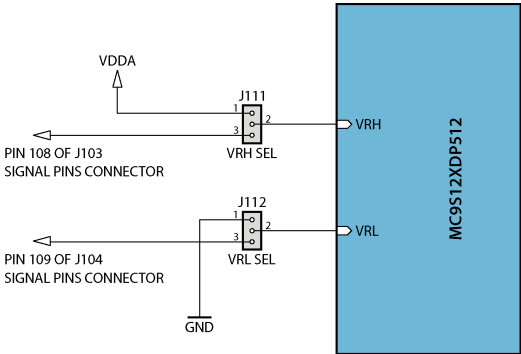 VDDA
J111
1
2
3
VRH
PIN 108 OF J103
SIGNAL PINS CONNECTOR
VRH SEL
MC9S12XDP512
J112
1
2
3
VRL
PIN 109 OF J104
SIGNAL PINS CONNECTOR
VRL SEL
GND